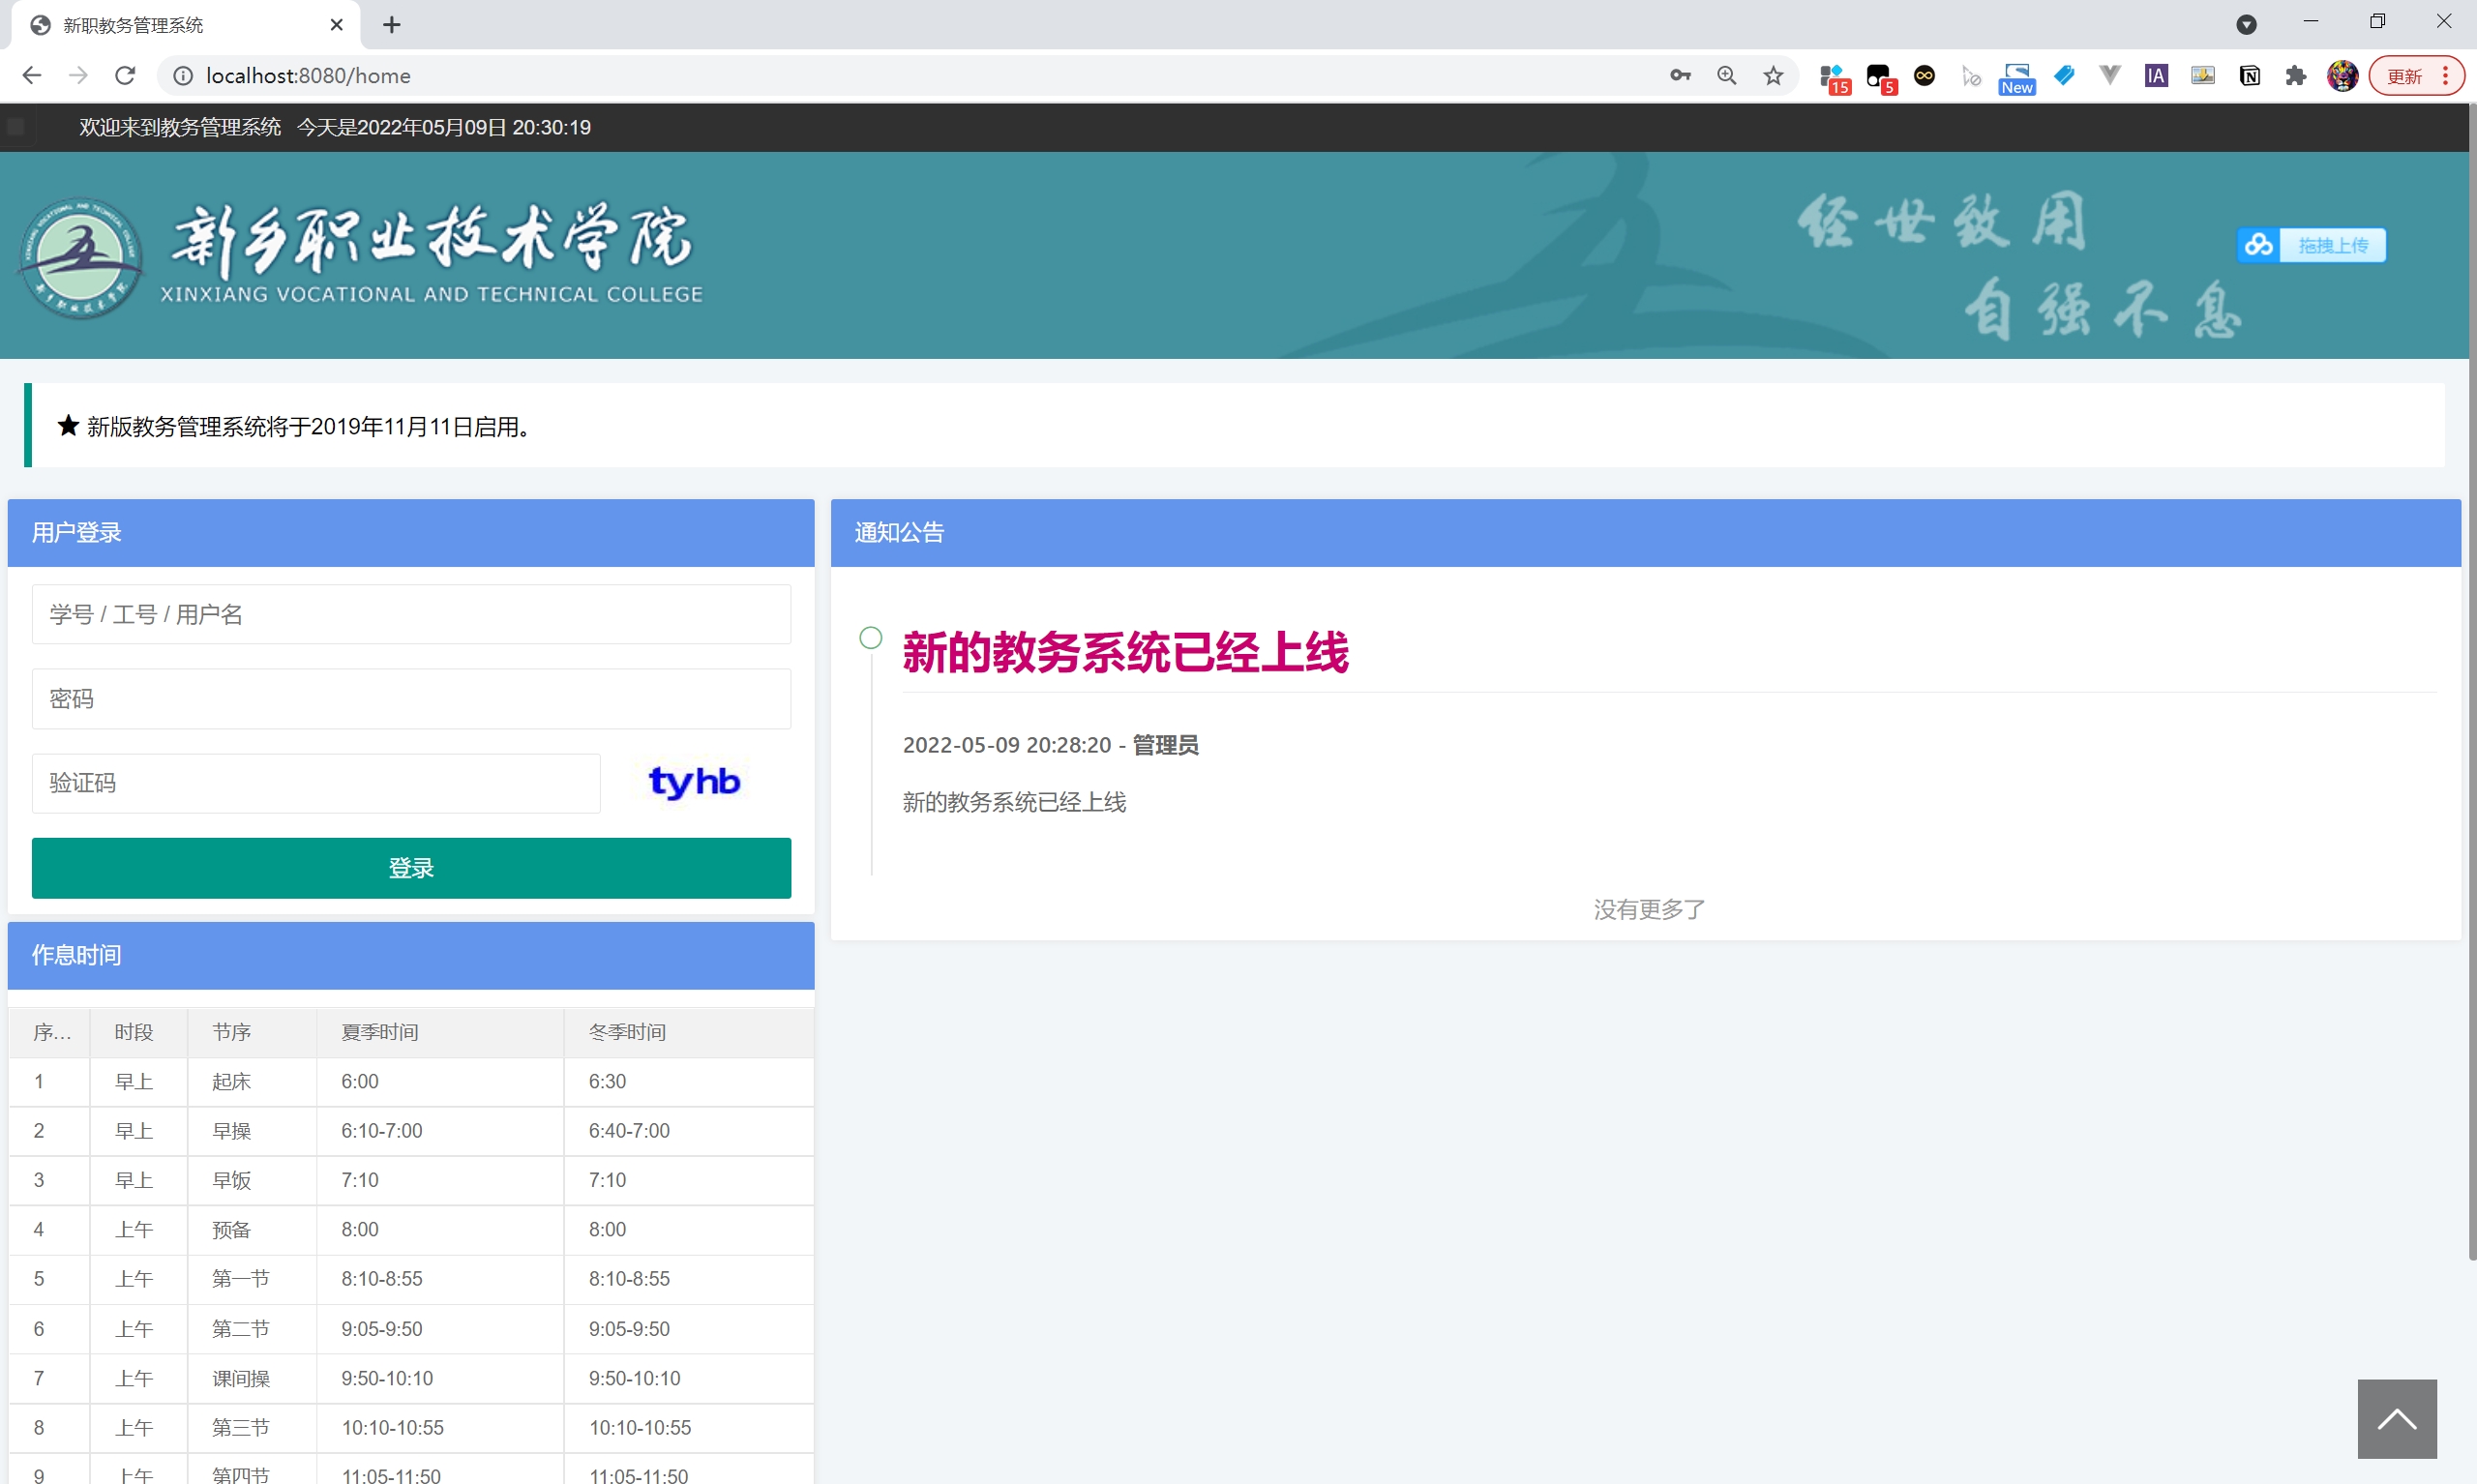 新职教务管理系统
localhost:8080/home
15
5
New
IA
更新
欢迎来到教务管理系统 今天是2022年05月09日 20:30:19
新乡职业技术学院
XINXIANG VOCATIONAL AND TECHNICAL COLLEGE
经世致用
自强不息
拖拽上传
★ 新版教务管理系统将于2019年11月11日启用。
用户登录
学号 / 工号 / 用户名
密码
验证码 tyhb
登录
通知公告
新的教务系统已经上线
2022-05-09 20:28:20 - 管理员
新的教务系统已经上线
没有更多了
作息时间
序... 时段 节序 夏季时间 冬季时间
1 早上 起床 6:00 6:30
2 早上 早操 6:10-7:00 6:40-7:00
3 早上 早饭 7:10 7:10
4 上午 预备 8:00 8:00
5 上午 第一节 8:10-8:55 8:10-8:55
6 上午 第二节 9:05-9:50 9:05-9:50
7 上午 课间操 9:50-10:10 9:50-10:10
8 上午 第三节 10:10-10:55 10:10-10:55
9 上午 第四节 11:05-11:50 11:05-11:50